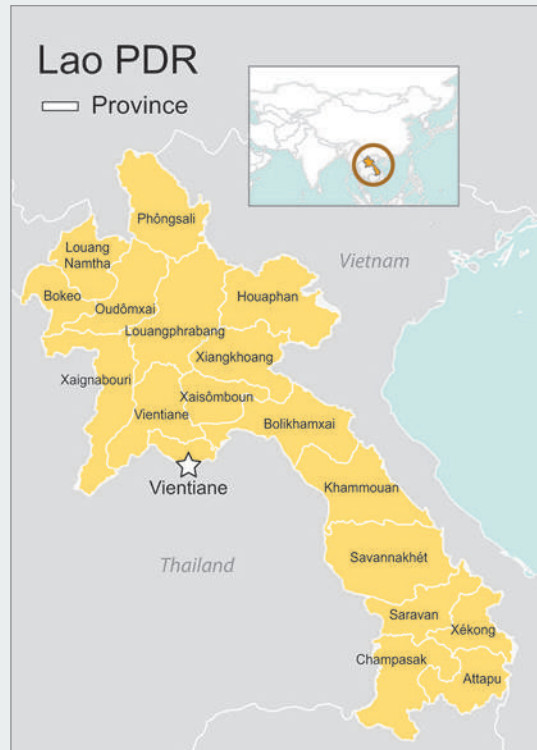 Lao PDR
Province
Phôngsali
Vietnam
Louang
Namtha
Bokeo
Houaphan
Oudômxai
Louangphrabang
Xiangkhoang
Xaignabouri
Xaisômboun
Vientiane
Bolikhamxai
Vientiane
Khammouan
Savannakhét
Thailand
Saravan
Xékong
Champasak
Attapu